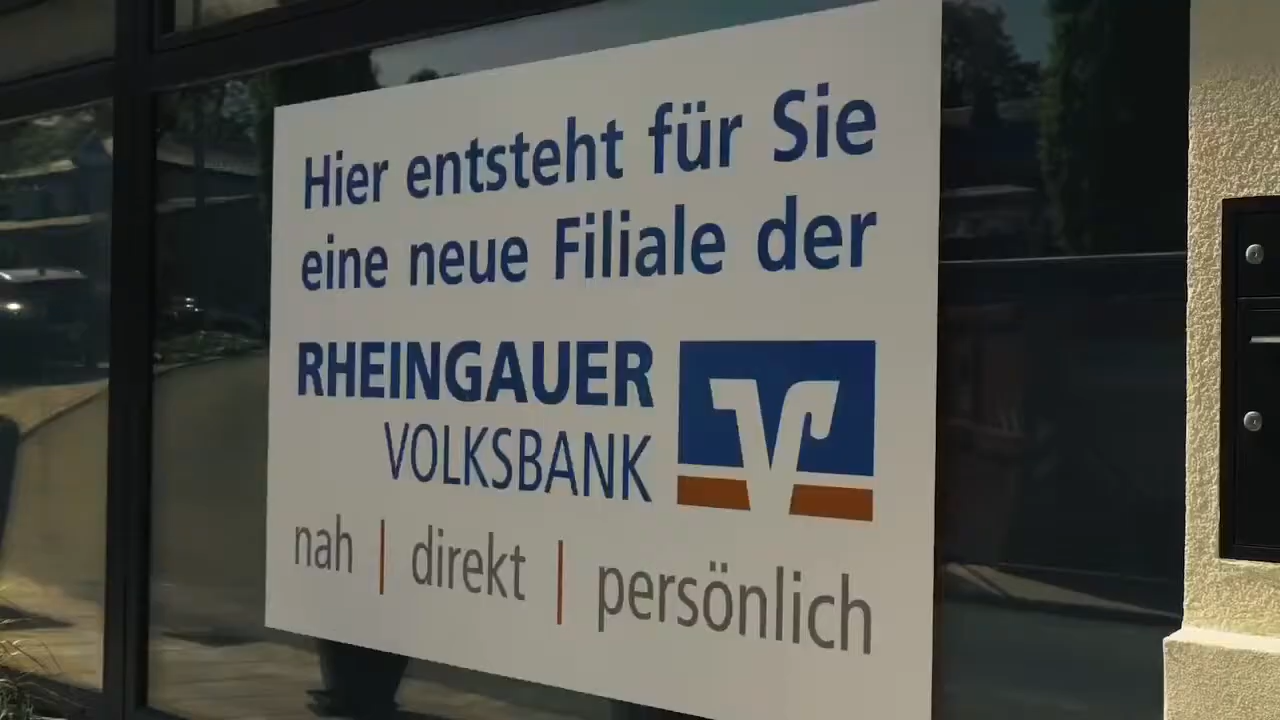 Hier entsteht für Sie
eine neue Filiale der
RHEINGAUER
VOLKSBANK
nah | direkt | persönlich